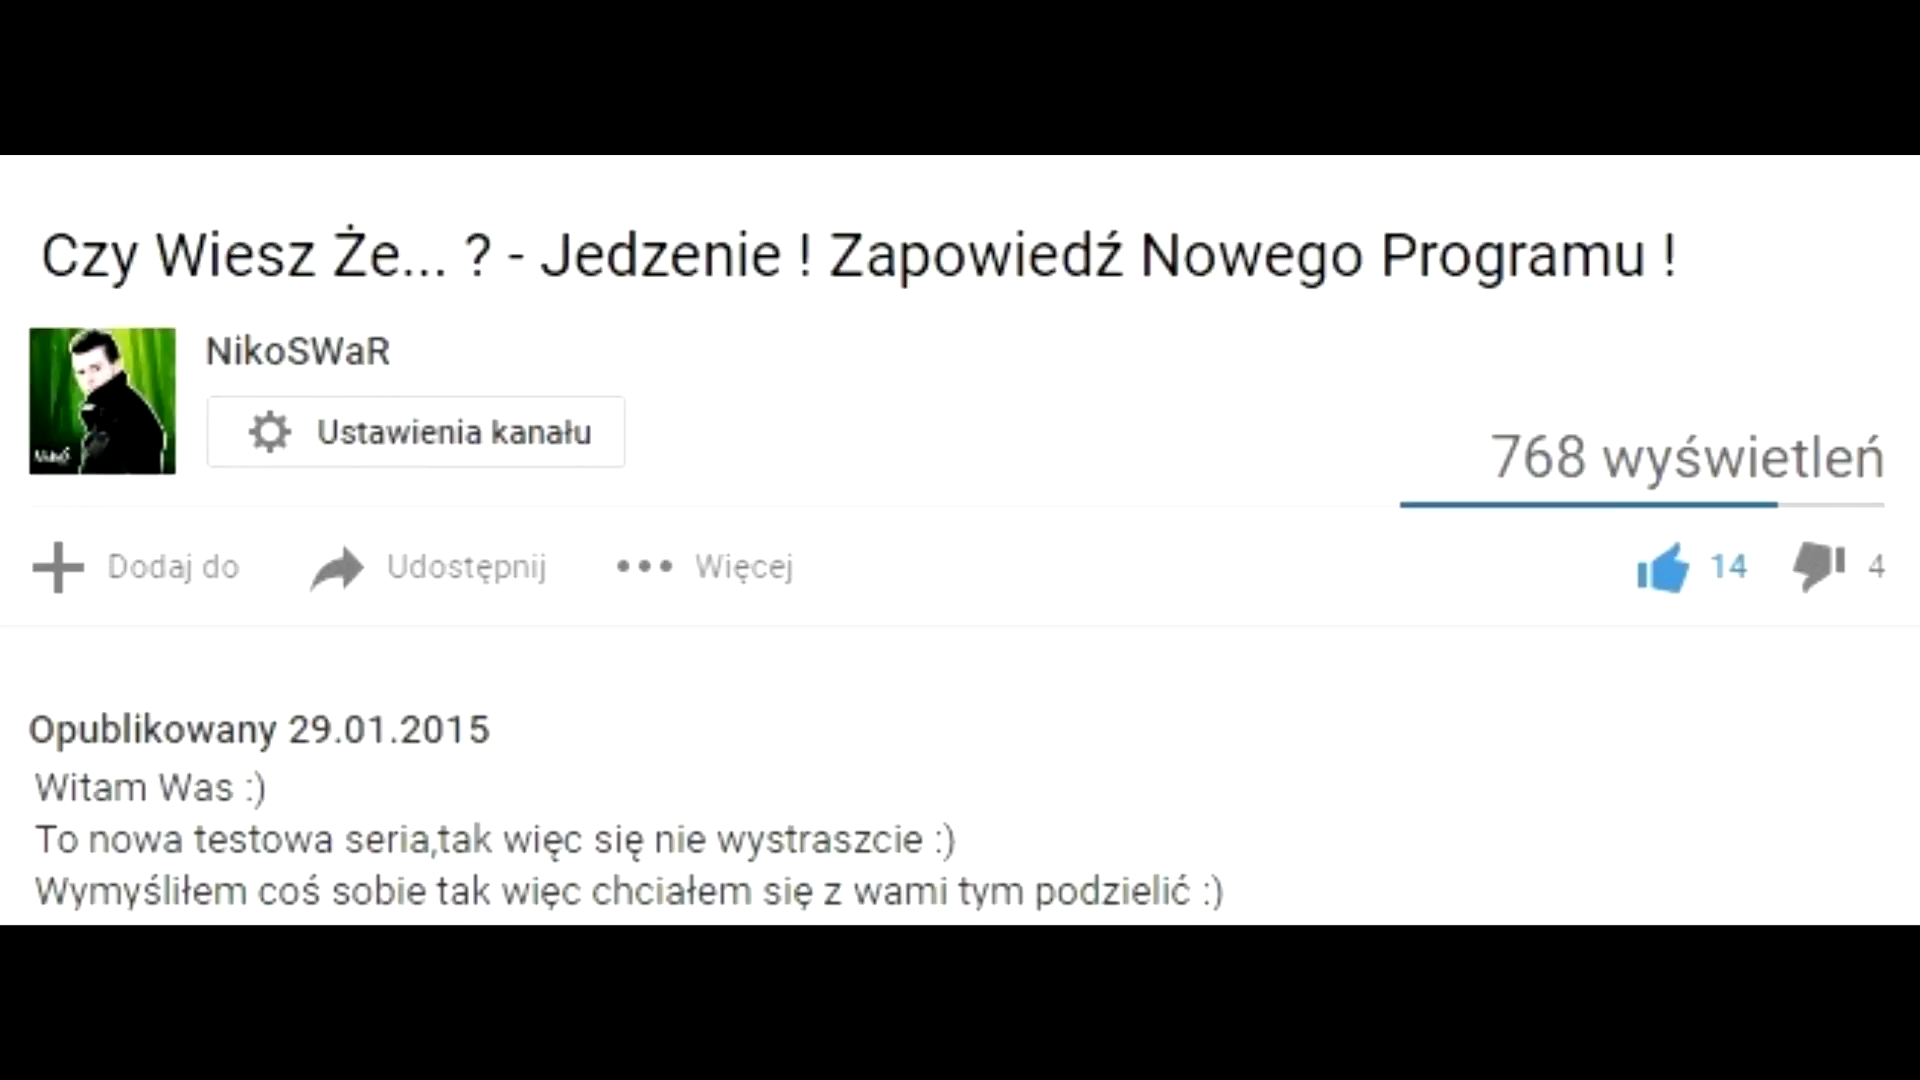 Czy Wiesz Że... ? - Jedzenie ! Zapowiedź Nowego Programu !
NikoSWaR
Ustawienia kanału
768 wyświetleń
Dodaj do Udostępnij Więcej 14 4
Opublikowany 29.01.2015
Witam Was :)
To nowa testowa seria,tak więc się nie wystraszcie :)
Wymyśliłem coś sobie tak więc chciałem się z wami tym podzielić :)